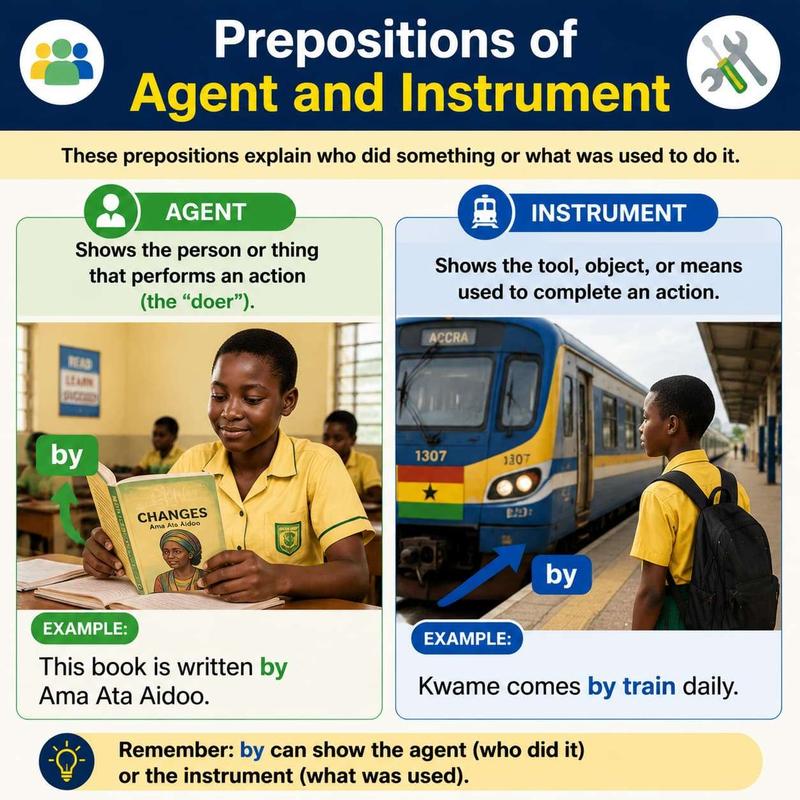 Prepositions of
Agent and Instrument
These prepositions explain who did something or what was used to do it.
AGENT
Shows the person or thing
that performs an action
(the “doer”).
READ
LEARN
by
CHANGES
Ama Ata Aidoo
EXAMPLE:
This book is written by
Ama Ata Aidoo.
INSTRUMENT
Shows the tool, object, or means
used to complete an action.
ACCRA
1307
1307
by
EXAMPLE:
Kwame comes by train daily.
Remember: by can show the agent (who did it)
or the instrument (what was used).